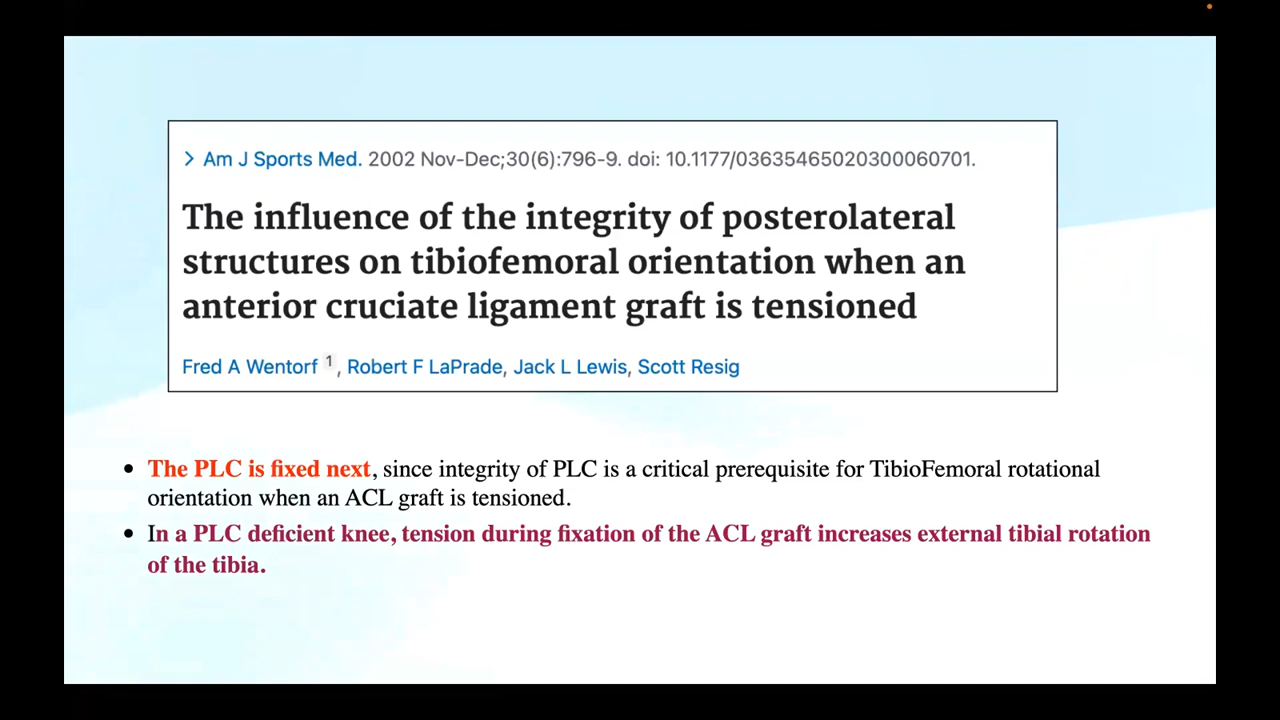 > Am J Sports Med. 2002 Nov-Dec;30(6):796-9. doi: 10.1177/03635465020300060701.
The influence of the integrity of posterolateral
structures on tibiofemoral orientation when an
anterior cruciate ligament graft is tensioned
Fred A Wentorf 1, Robert F LaPrade, Jack L Lewis, Scott Resig
• The PLC is fixed next, since integrity of PLC is a critical prerequisite for TibioFemoral rotational
orientation when an ACL graft is tensioned.
• In a PLC deficient knee, tension during fixation of the ACL graft increases external tibial rotation
of the tibia.